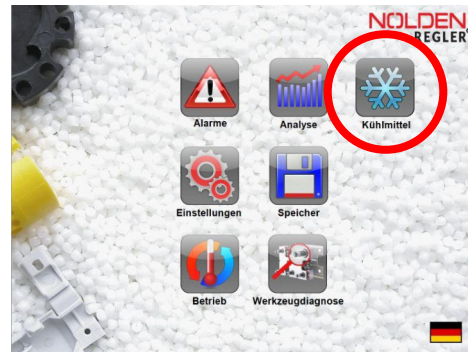 NOLDEN
REGLER
Alarme
Analyse
Kühlmittel
Einstellungen
Speicher
Betrieb
Werkzeugdiagnose